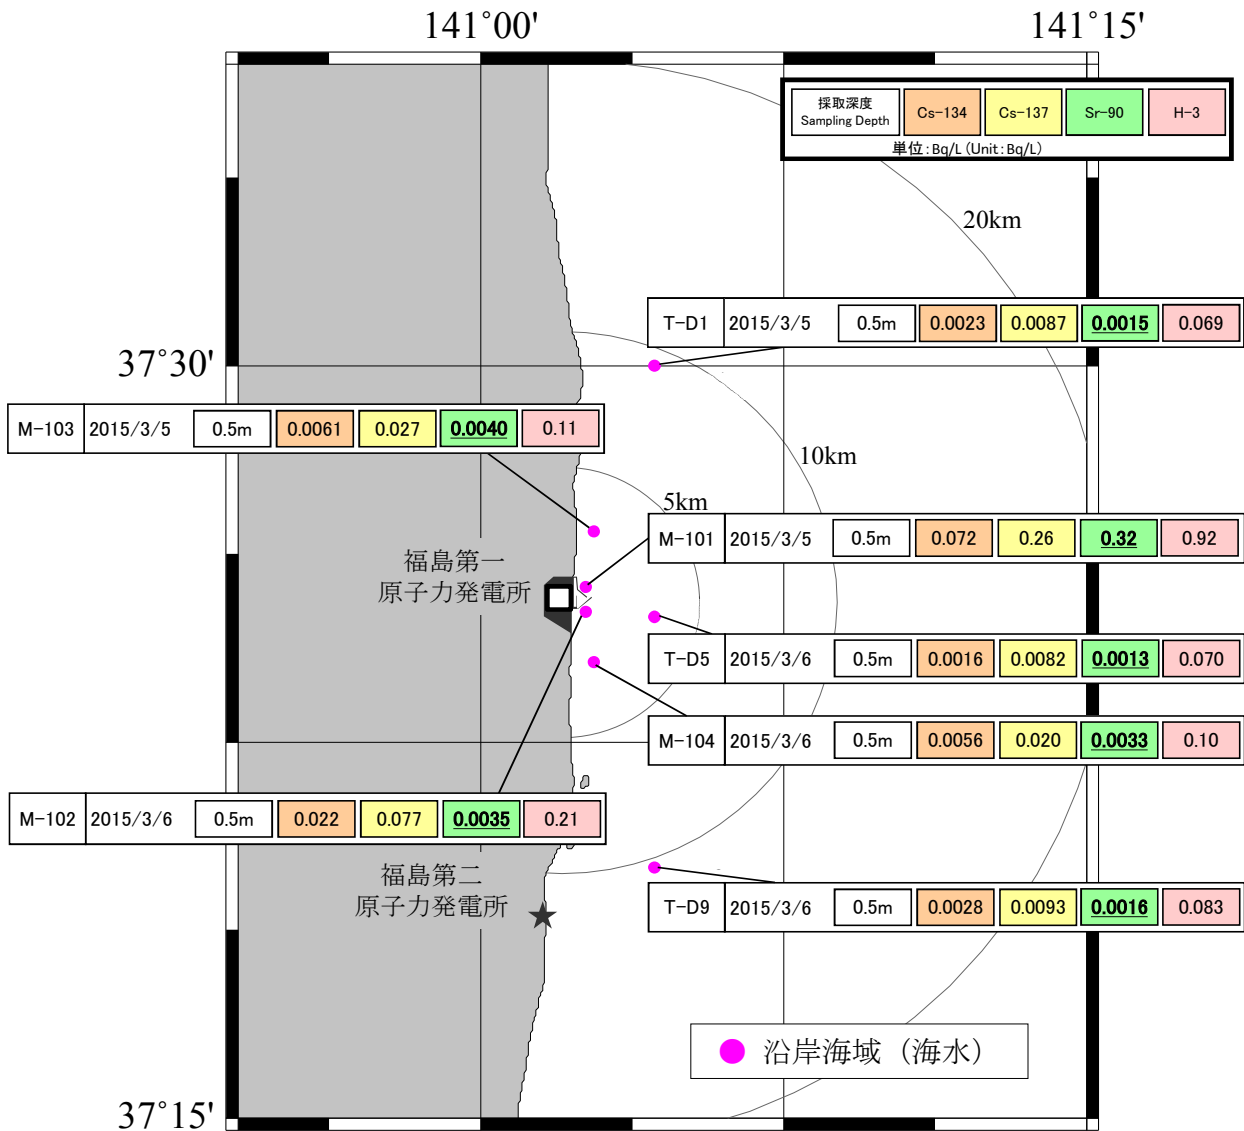 141°00' 141°15'
採取深度 Cs-134 Cs-137 Sr-90 H-3
Sampling Depth
単位:Bq/L (Unit:Bq/L)
20km
T-D1 2015/3/5 0.5m 0.0023 0.0087 0.0015 0.069
37°30'
M-103 2015/3/5 0.5m 0.0061 0.027 0.0040 0.11
10km
5km
M-101 2015/3/5 0.5m 0.072 0.26 0.32 0.92
福島第一
原子力発電所
T-D5 2015/3/6 0.5m 0.0016 0.0082 0.0013 0.070
M-104 2015/3/6 0.5m 0.0056 0.020 0.0033 0.10
M-102 2015/3/6 0.5m 0.022 0.077 0.0035 0.21
福島第二
原子力発電所
T-D9 2015/3/6 0.5m 0.0028 0.0093 0.0016 0.083
沿岸海域（海水）
37°15'